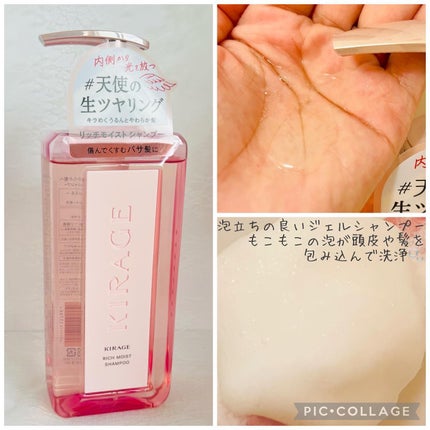 内側から光を放つ
#天使の
生ツヤリング
キラめくうるんとやわらか髪
リッチモイストシャンプー
傷んでくすむパサ髪に
KIRAGE
KIRAGE
RICH MOIST
SHAMPOO
#天
生ツ
泡立ちの良いジェルシャンプー
もこもこの泡が頭皮や髪を
包み込んで洗浄
PIC•COLLAGE